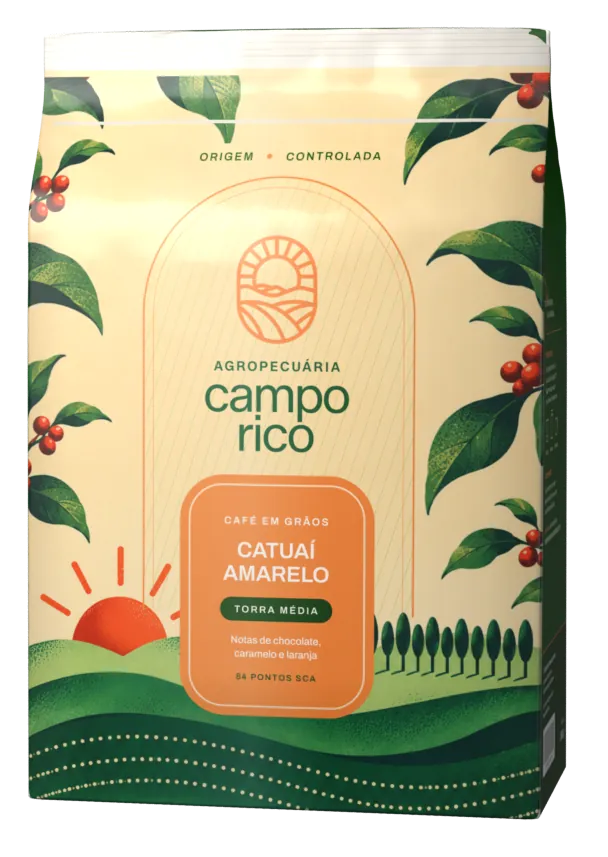 ORIGEM • CONTROLADA
AGROPECUÁRIA
campo
rico
CAFÉ EM GRÃOS
CATUAÍ
AMARELO
TORRA MÉDIA
Notas de chocolate,
caramelo e laranja
84 PONTOS SCA